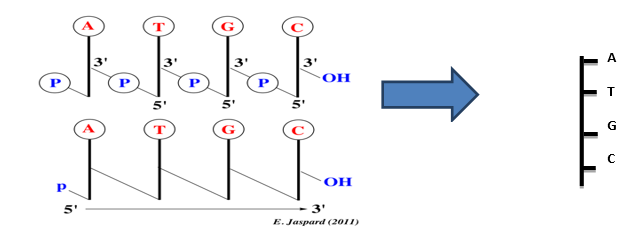 A T G C
3' 3' 3' 3'
P P P P OH
5' 5' 5'
A T G C
P OH
5' 3'
E. Jaspard (2011)
A
T
G
C